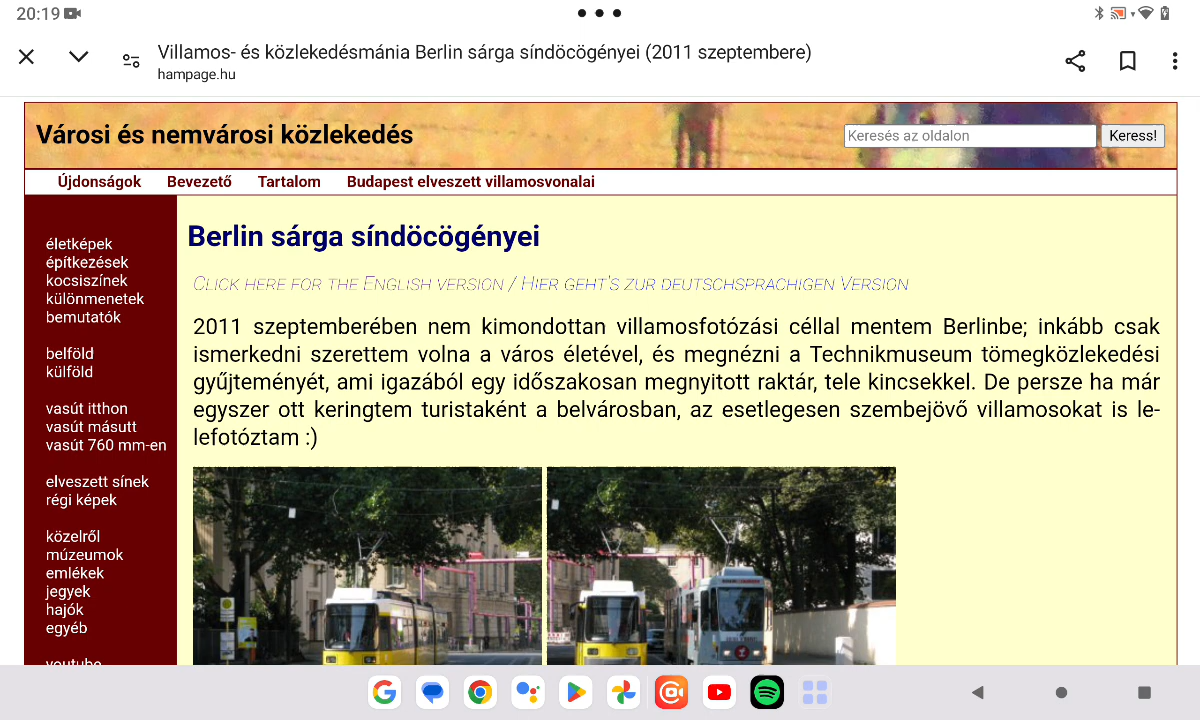 20:19
Villamos- és közlekedésmánia Berlin sárga síndöcögényei (2011 szeptembere)
hampage.hu
Városi és nemvárosi közlekedés
Keresés az oldalon
Keress!
Újdonságok Bevezető Tartalom Budapest elveszett villamosvonalai
életképek
építkezések
kocsiszínek
különmenetek
bemutatók
belföld
külföld
vasút itthon
vasút másutt
vasút 760 mm-en
elveszett sínek
régi képek
közelről
múzeumok
emlékek
jegyek
hajók
egyéb
youtube
Berlin sárga síndöcögényei
Click here for the English version / Hier geht's zur deutschsprachigen Version
2011 szeptemberében nem kimondottan villamosfotózási céllal mentem Berlinbe; inkább csak
ismerkedni szerettem volna a város életével, és megnézni a Technikmuseum tömegközlekedési
gyűjteményét, ami igazából egy időszakosan megnyitott raktár, tele kincsekkel. De persze ha már
egyszer ott keringtem turistaként a belvárosban, az esetlegesen szembejövő villamosokat is le-
lefotóztam :)